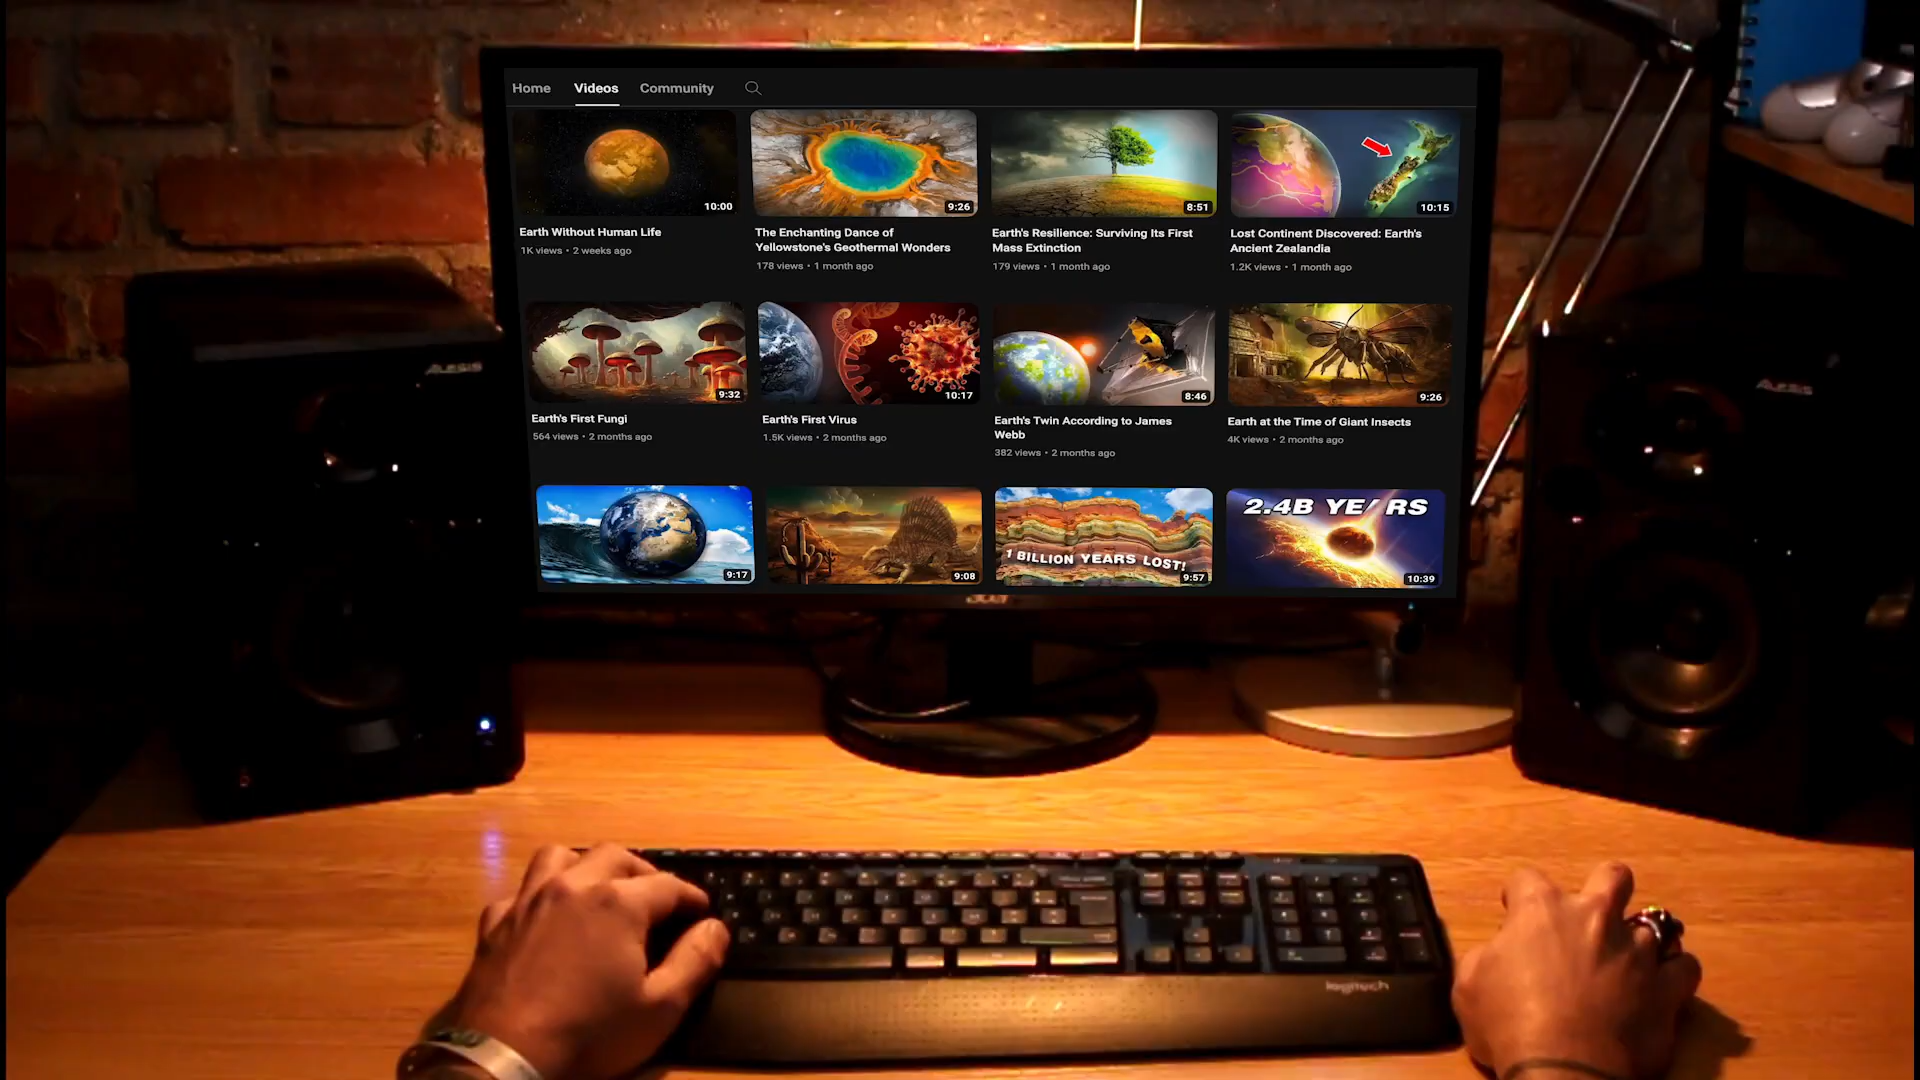 Home Videos Community
10:00
9:26
8:51
10:15
Earth Without Human Life
1K views • 2 weeks ago
The Enchanting Dance of
Yellowstone's Geothermal Wonders
178 views • 1 month ago
Earth's Resilience: Surviving Its First
Mass Extinction
179 views • 1 month ago
Lost Continent Discovered: Earth's
Ancient Zealandia
1.2K views • 1 month ago
9:32
10:17
8:46
9:26
Earth's First Fungi
564 views • 2 months ago
Earth's First Virus
1.5K views • 2 months ago
Earth's Twin According to James
Webb
382 views • 2 months ago
Earth at the Time of Giant Insects
4K views • 2 months ago
9:17
9:08
1 BILLION YEARS LOST!
9:57
2.4B YEARS
10:39
acer
ALESIS
ALESIS
logitech